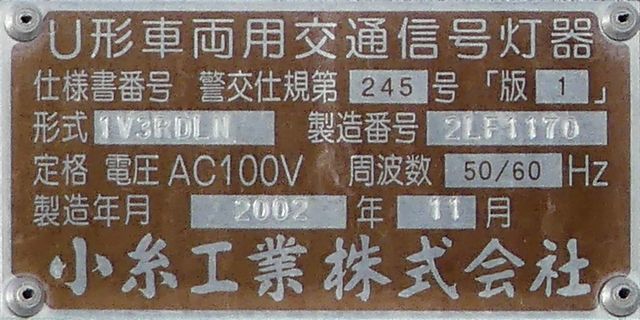 U形車両用交通信号灯器
仕様書番号 警交仕規第 245 号 「版 1 」
形式 1V3RDLN 製造番号 2LF1170
定格 電圧 AC100V 周波数 50/60 Hz
製造年月 2002 年 11 月
小糸工業株式会社